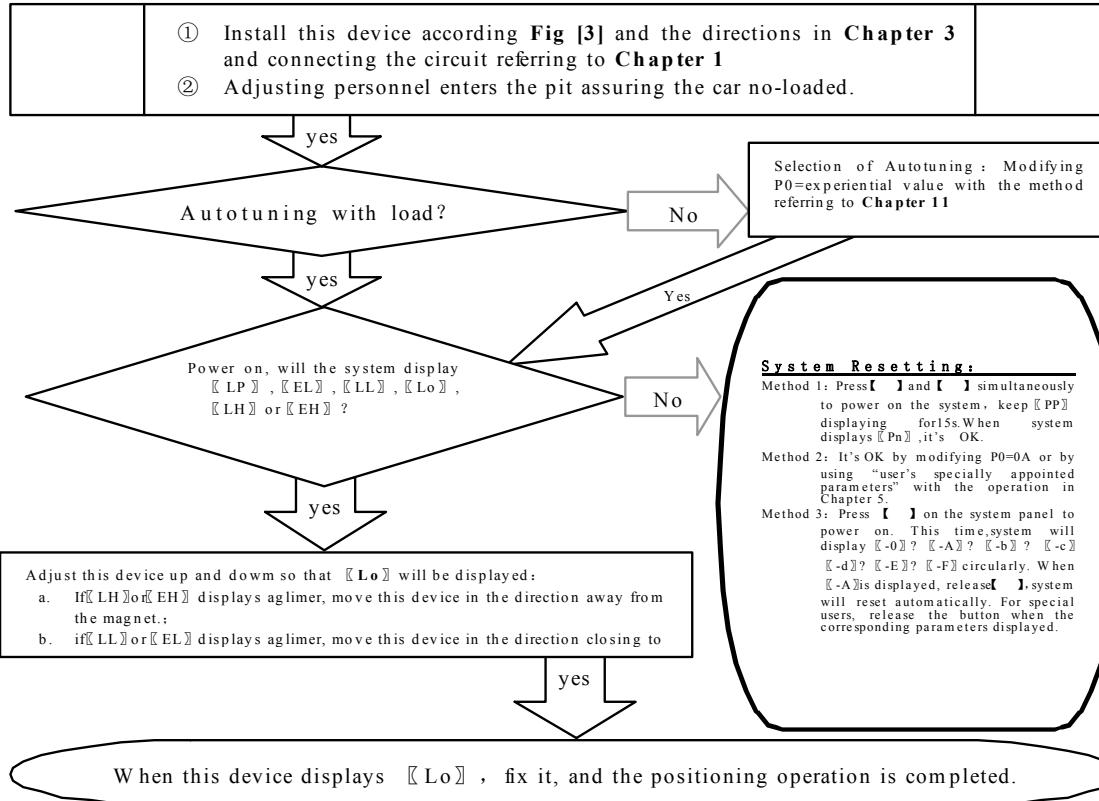 ① Install this device according Fig [3] and the directions in Chapter 3
and connecting the circuit referring to Chapter 1
② Adjusting personnel enters the pit assuring the car no-loaded.
yes
Autotuning with load?
No
Selection of Autotuning： Modifying
P0=experiential value with the method
referring to Chapter 11
yes
Yes
Power on, will the system display
〖LP〗,〖EL〗,〖LL〗,〖Lo〗,
〖LH〗or〖EH〗?
No
System Resetting:
Method 1: Press【 】and【 】simultaneously
to power on the system, keep〖PP〗
displaying for15s.When system
displays〖Pn〗,it's OK.
Method 2: It's OK by modifying P0=0A or by
using “user's specially appointed
parameters” with the operation in
Chapter 5.
Method 3: Press 【 】on the system panel to
power on. This time,system will
display〖-0〗?〖-A〗?〖-b〗?〖-c〗
〖-d〗?〖-E〗?〖-F〗circularly. When
〖-A〗is displayed, release【 】,system
will reset automatically. For special
users, release the button when the
corresponding parameters displayed.
yes
Adjust this device up and dowm so that〖Lo〗will be displayed:
a. If〖LH〗or〖EH〗displays aglimer, move this device in the direction away from
the magnet.;
b. if〖LL〗or〖EL〗displays aglimer, move this device in the direction closing to
yes
When this device displays 〖Lo〗, fix it, and the positioning operation is completed.